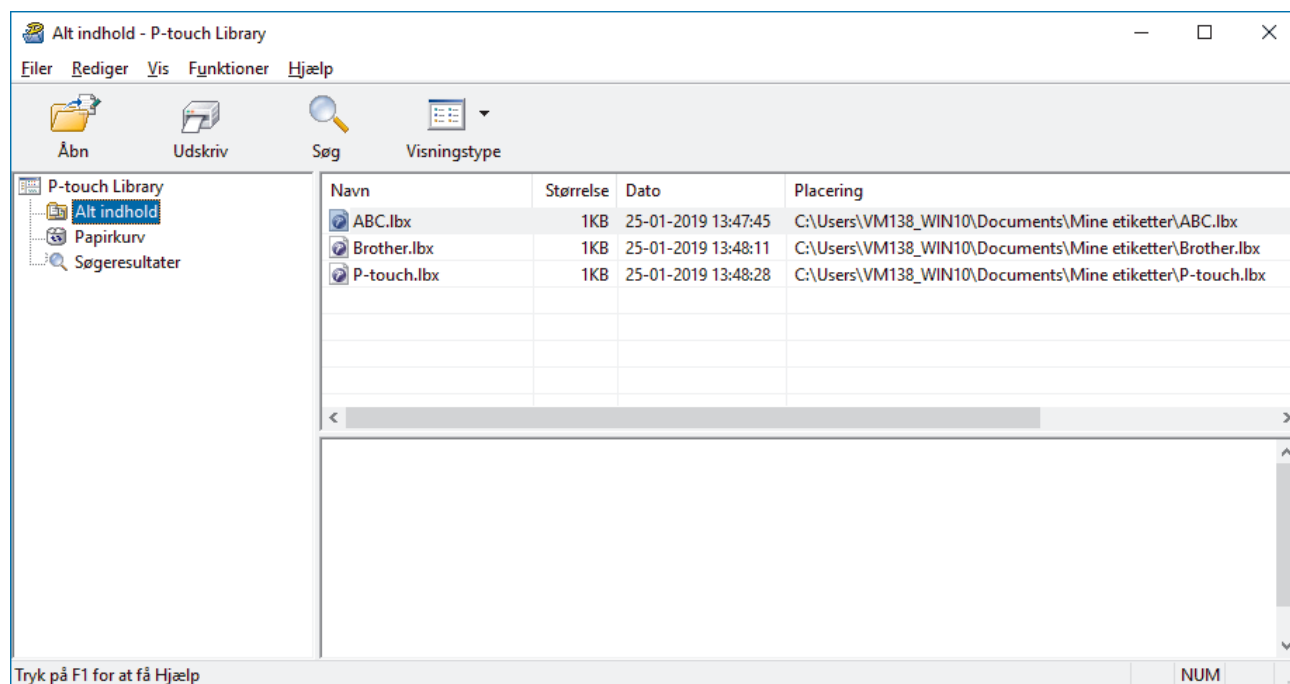 Alt indhold - P-touch Library
Filer Rediger Vis Funktioner Hjælp
Åbn Udskriv Søg Visningstype
P-touch Library
Alt indhold
Papirkurv
Søgeresultater
Navn Størrelse Dato Placering
ABC.lbx 1KB 25-01-2019 13:47:45 C:\Users\VM138_WIN10\Documents\Mine etiketter\ABC.lbx
Brother.lbx 1KB 25-01-2019 13:48:11 C:\Users\VM138_WIN10\Documents\Mine etiketter\Brother.lbx
P-touch.lbx 1KB 25-01-2019 13:48:28 C:\Users\VM138_WIN10\Documents\Mine etiketter\P-touch.lbx
Tryk på F1 for at få Hjælp NUM